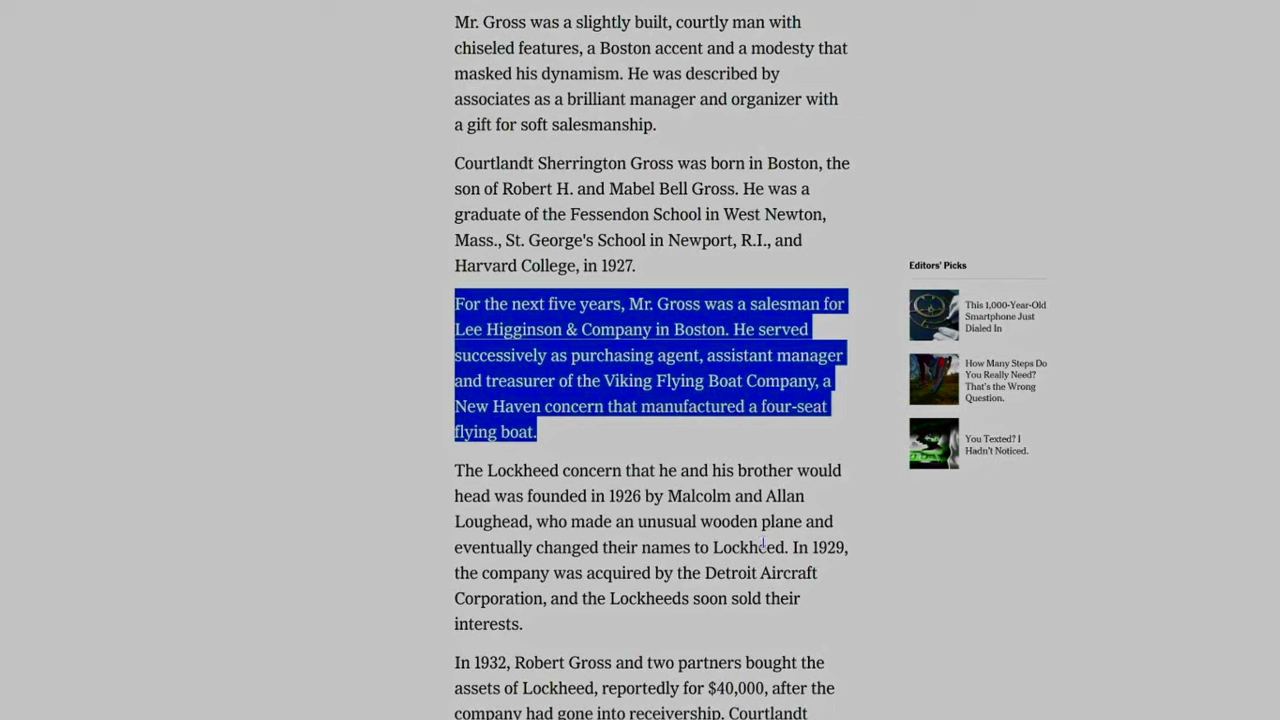 Mr. Gross was a slightly built, courtly man with
chiseled features, a Boston accent and a modesty that
masked his dynamism. He was described by
associates as a brilliant manager and organizer with
a gift for soft salesmanship.
Courtlandt Sherrington Gross was born in Boston, the
son of Robert H. and Mabel Bell Gross. He was a
graduate of the Fessendon School in West Newton,
Mass., St. George's School in Newport, R.I., and
Harvard College, in 1927.
For the next five years, Mr. Gross was a salesman for
Lee Higginson & Company in Boston. He served
successively as purchasing agent, assistant manager
and treasurer of the Viking Flying Boat Company, a
New Haven concern that manufactured a four-seat
flying boat.
The Lockheed concern that he and his brother would
head was founded in 1926 by Malcolm and Allan
Loughead, who made an unusual wooden plane and
eventually changed their names to Lockheed. In 1929,
the company was acquired by the Detroit Aircraft
Corporation, and the Lockheeds soon sold their
interests.
In 1932, Robert Gross and two partners bought the
assets of Lockheed, reportedly for $40,000, after the
company had gone into receivership. Courtlandt
Editors' Picks
This 1,000-Year-Old
Smartphone Just
Dialed In
How Many Steps Do
You Really Need?
That's the Wrong
Question.
You Texted? I
Hadn't Noticed.